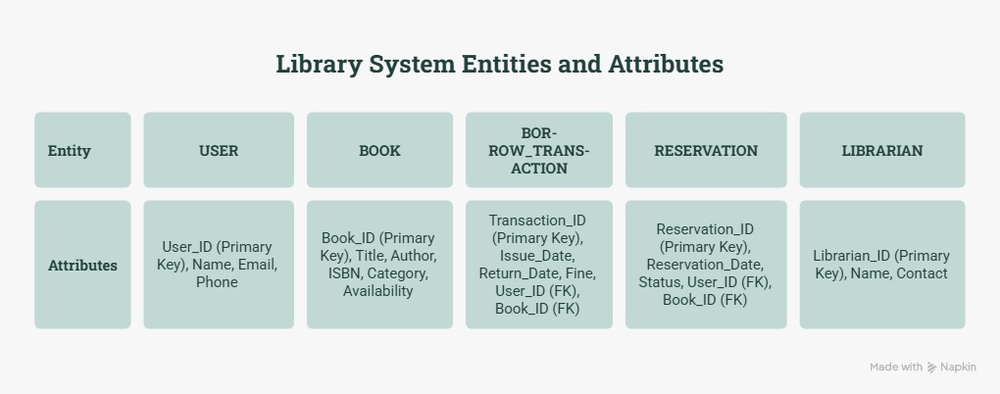 Library System Entities and Attributes
Entity
USER
BOOK
BOR-
ROW_TRANS-
ACTION
RESERVATION
LIBRARIAN
Attributes
User_ID (Primary
Key), Name, Email,
Phone
Book_ID (Primary
Key), Title, Author,
ISBN, Category,
Availability
Transaction_ID
(Primary Key),
Issue_Date,
Return_Date, Fine,
User_ID (FK),
Book_ID (FK)
Reservation_ID
(Primary Key),
Reservation_Date,
Status, User_ID (FK),
Book_ID (FK)
Librarian_ID (Primary
Key), Name, Contact
Made with Napkin